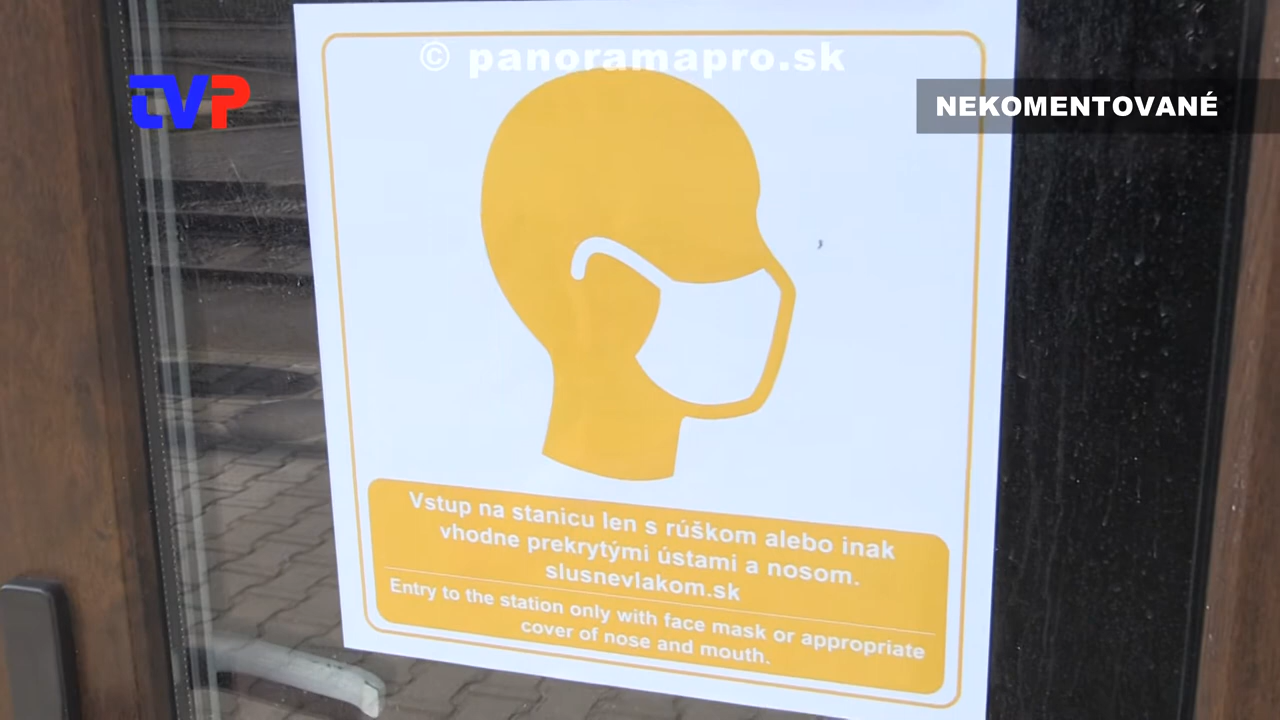 © panoramapro.sk
TVP
NEKOMENTOVANÉ
Vstup na stanicu len s rúškom alebo inak
vhodne prekrytými ústami a nosom.
slusnevlakom.sk
Entry to the station only with face mask or appropriate
cover of nose and mouth.